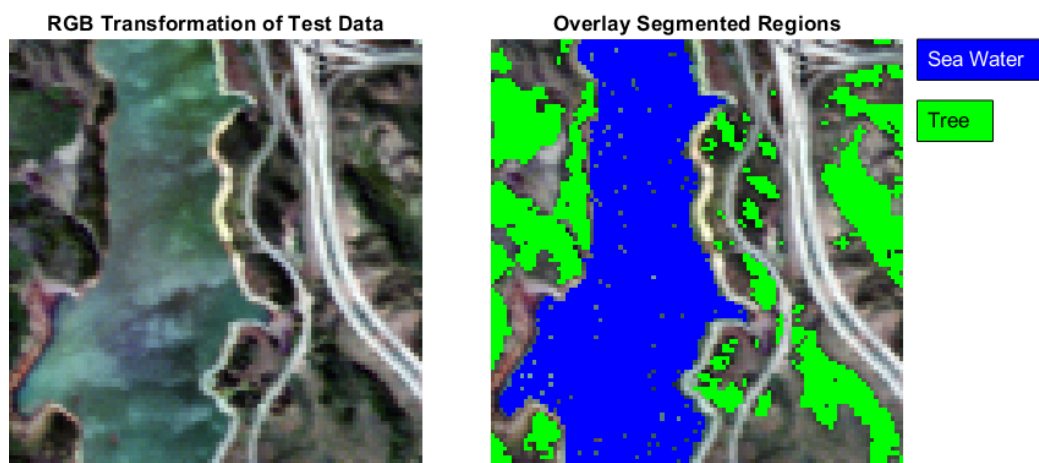 RGB Transformation of Test Data
Overlay Segmented Regions
Sea Water
Tree